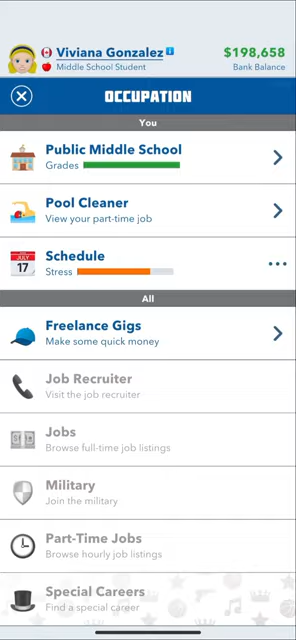 Viviana Gonzalez
$198,658
Middle School Student
Bank Balance
OCCUPATION
You
Public Middle School
Grades
Pool Cleaner
View your part-time job
JULY
17
Schedule
Stress
All
Freelance Gigs
Make some quick money
Job Recruiter
Visit the job recruiter
Jobs
Browse full-time job listings
Military
Join the military
Part-Time Jobs
Browse hourly job listings
Special Careers
Find a special career